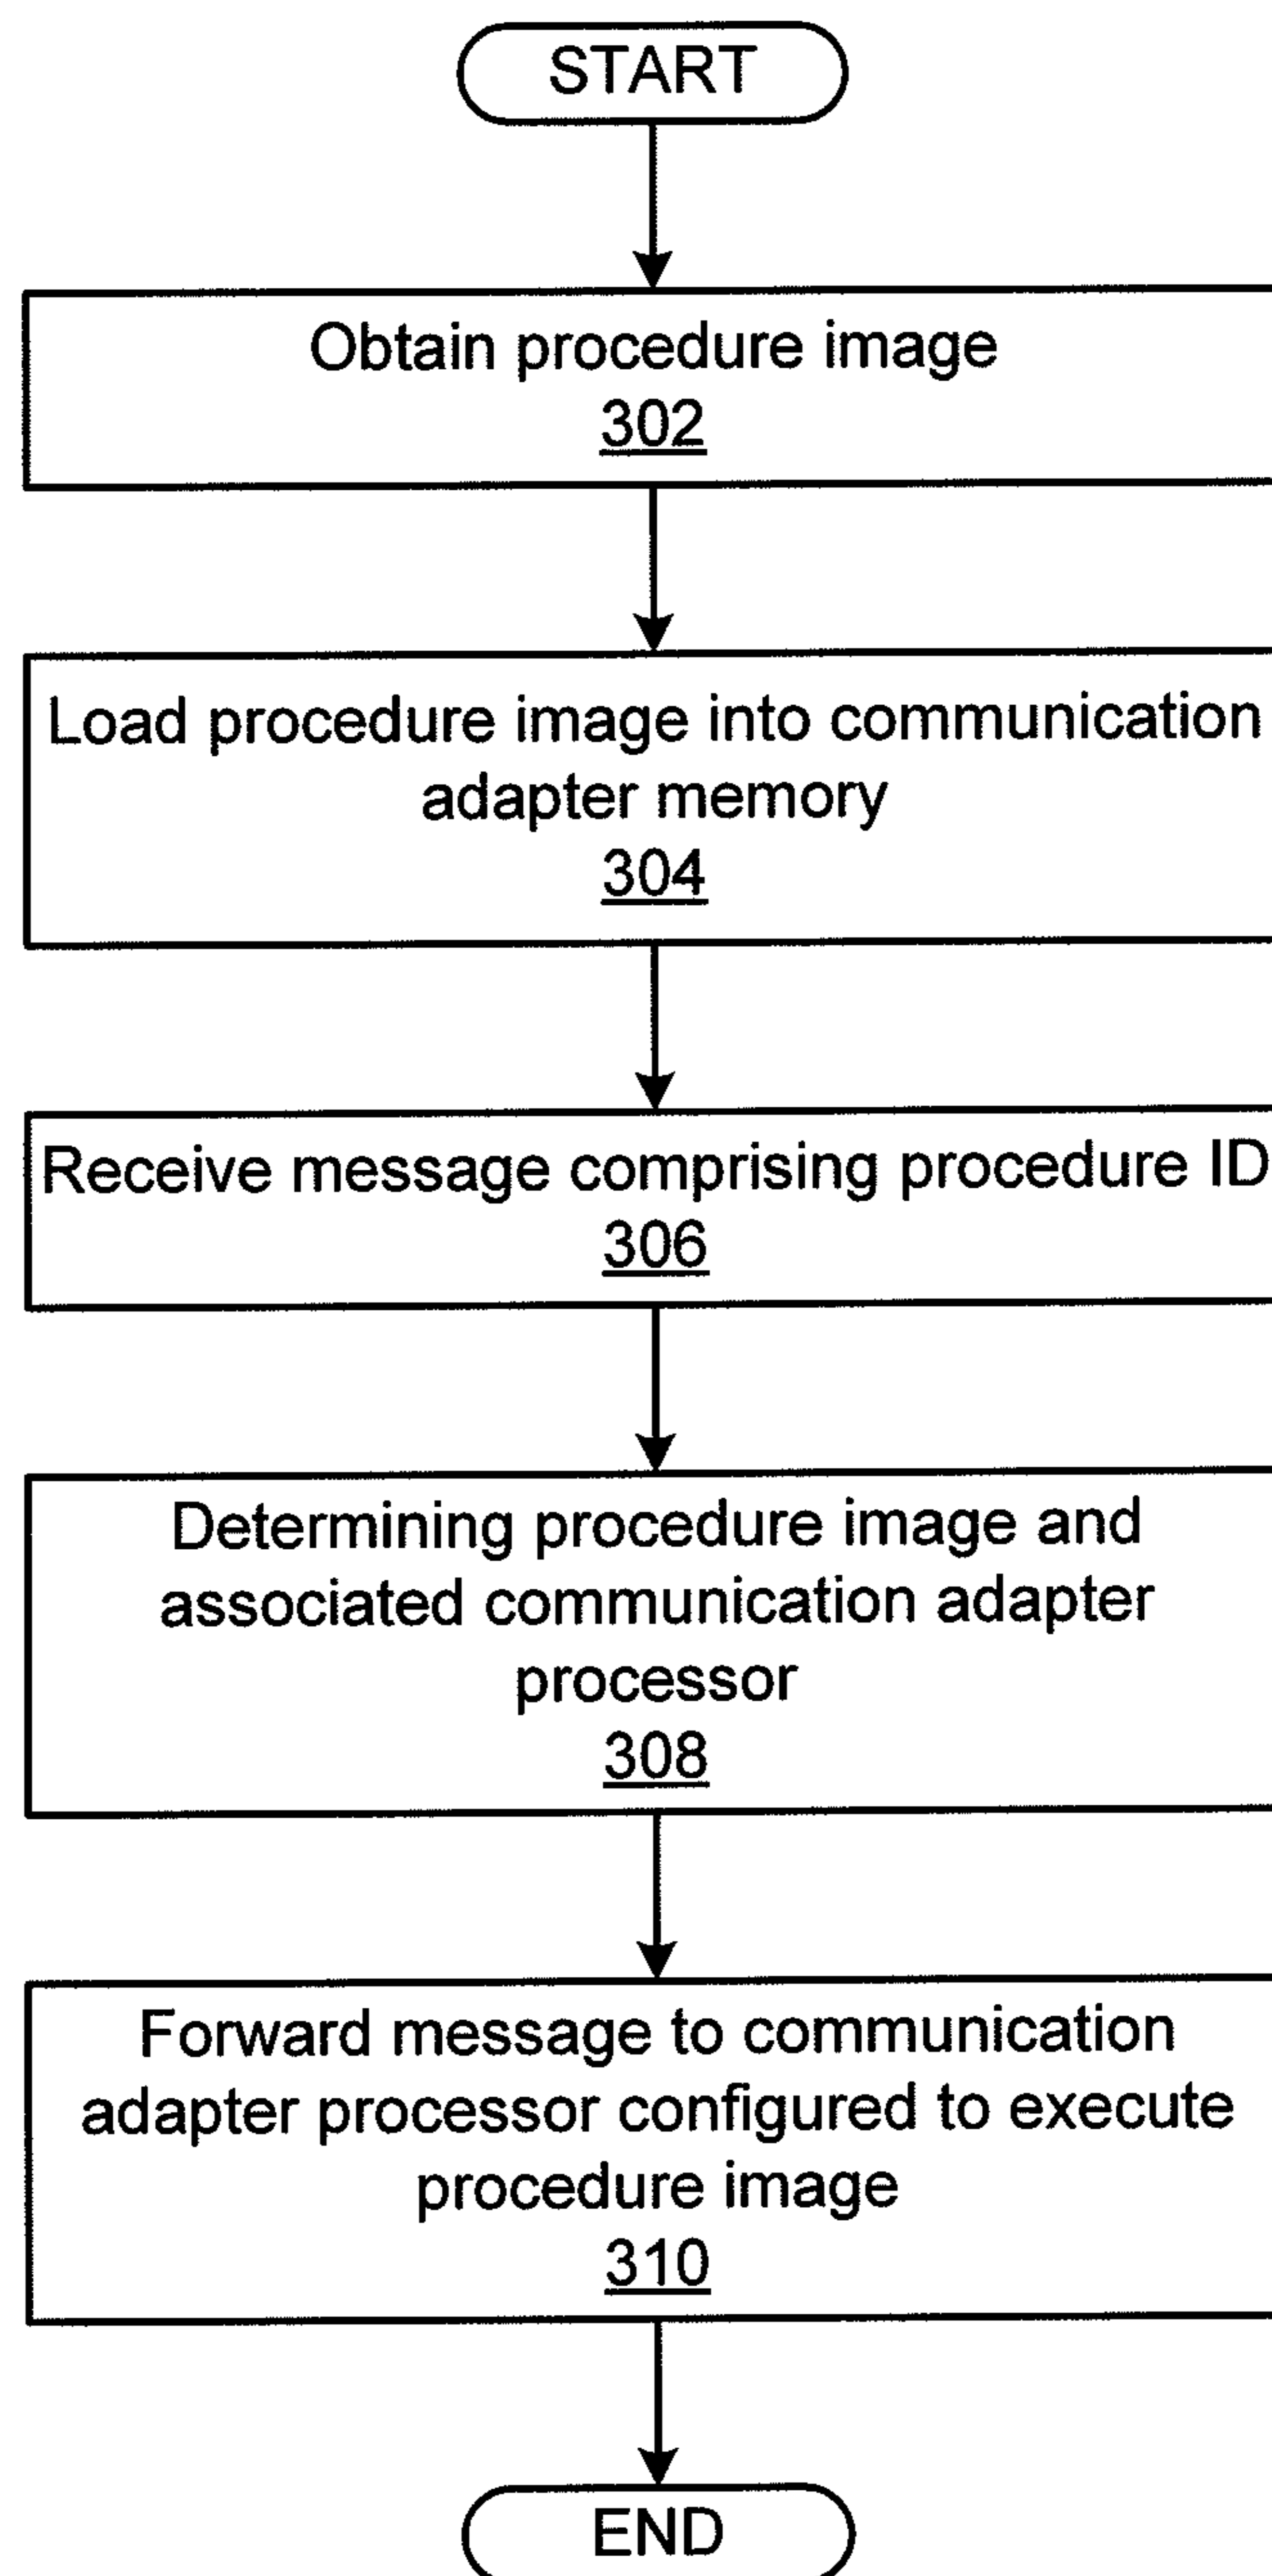 START
Obtain procedure image
302
Load procedure image into communication
adapter memory
304
Receive message comprising procedure ID
306
Determining procedure image and
associated communication adapter
processor
308
Forward message to communication
adapter processor configured to execute
procedure image
310
END